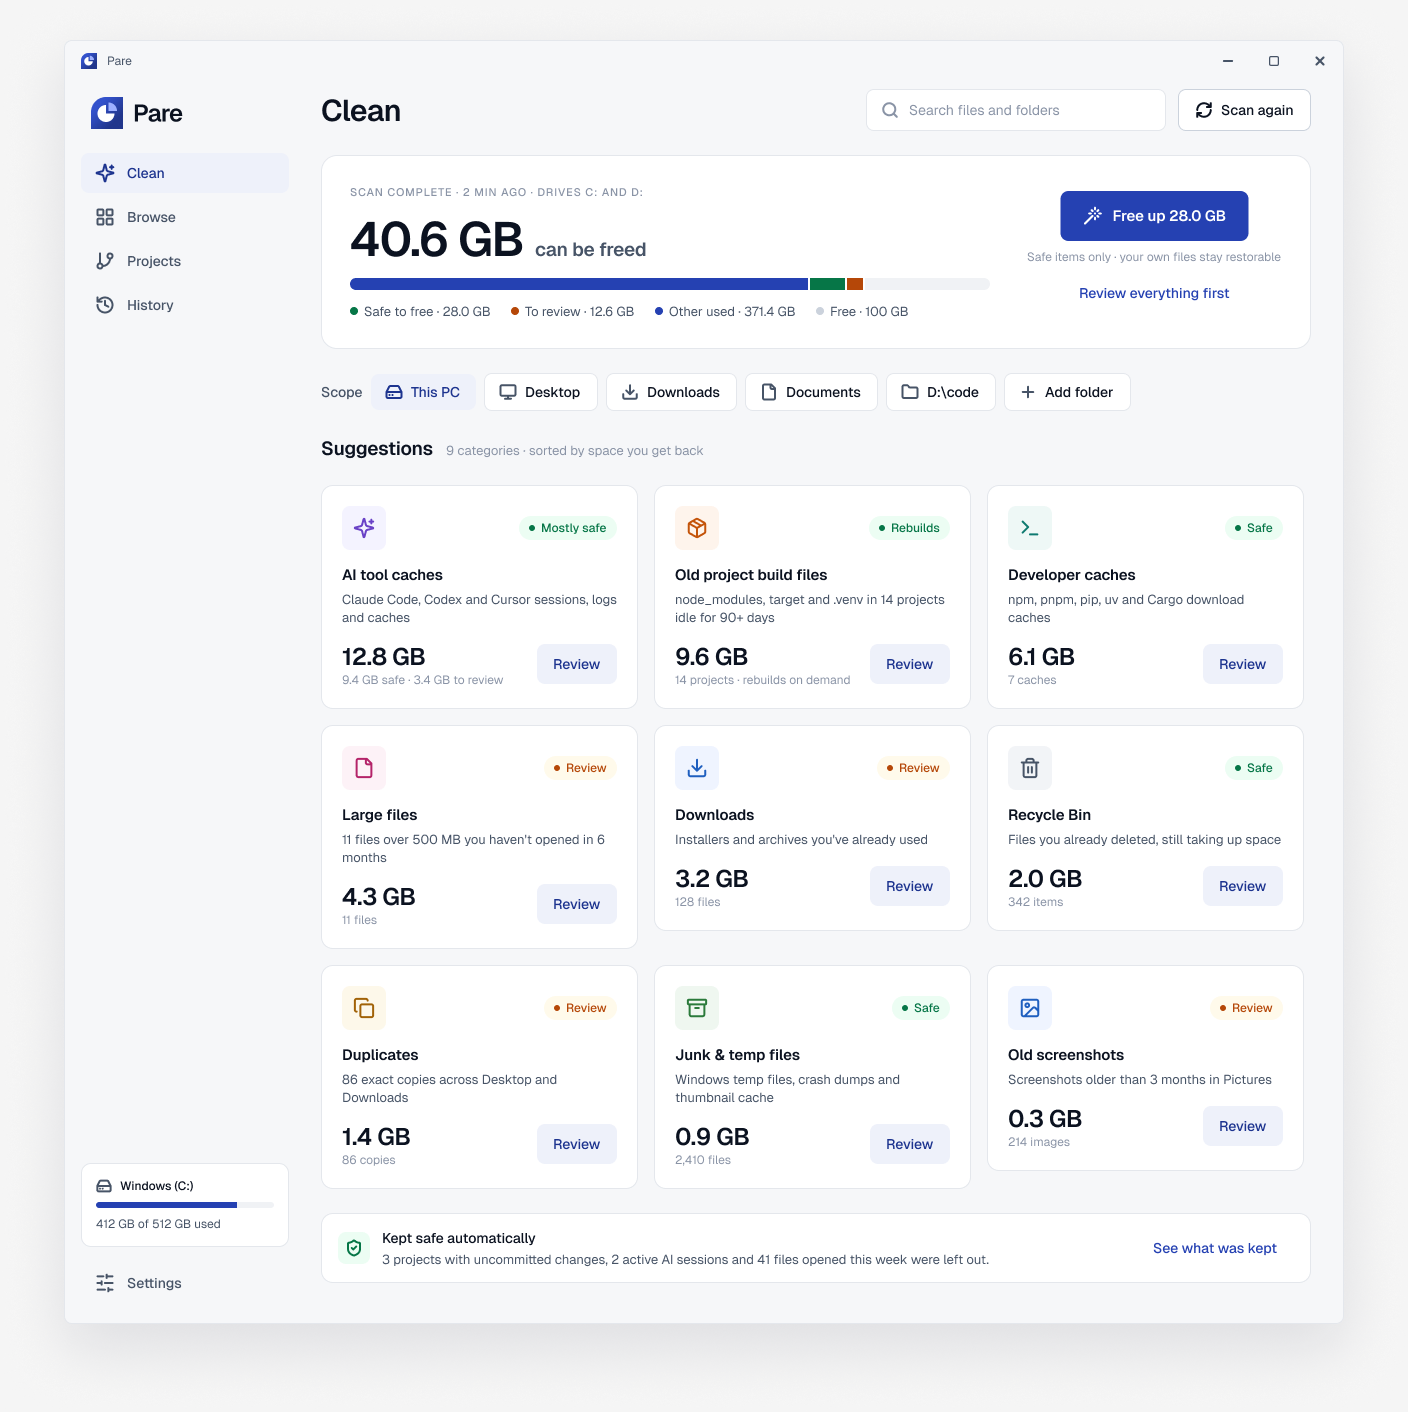 Pare
Pare
Clean
Browse
Projects
History
Windows (C:)
412 GB of 512 GB used
Settings
Clean
Search files and folders
Scan again
SCAN COMPLETE · 2 MIN AGO · DRIVES C: AND D:
40.6 GB can be freed
Safe to free · 28.0 GB
To review · 12.6 GB
Other used · 371.4 GB
Free · 100 GB
Free up 28.0 GB
Safe items only · your own files stay restorable
Review everything first
Scope
This PC
Desktop
Downloads
Documents
D:\code
Add folder
Suggestions
9 categories · sorted by space you get back
Mostly safe
AI tool caches
Claude Code, Codex and Cursor sessions, logs
and caches
12.8 GB
9.4 GB safe · 3.4 GB to review
Review
Rebuilds
Old project build files
node_modules, target and .venv in 14 projects
idle for 90+ days
9.6 GB
14 projects · rebuilds on demand
Review
Safe
Developer caches
npm, pnpm, pip, uv and Cargo download
caches
6.1 GB
7 caches
Review
Review
Large files
11 files over 500 MB you haven't opened in 6
months
4.3 GB
11 files
Review
Review
Downloads
Installers and archives you've already used
3.2 GB
128 files
Review
Safe
Recycle Bin
Files you already deleted, still taking up space
2.0 GB
342 items
Review
Review
Duplicates
86 exact copies across Desktop and
Downloads
1.4 GB
86 copies
Review
Safe
Junk & temp files
Windows temp files, crash dumps and
thumbnail cache
0.9 GB
2,410 files
Review
Review
Old screenshots
Screenshots older than 3 months in Pictures
0.3 GB
214 images
Review
Kept safe automatically
3 projects with uncommitted changes, 2 active AI sessions and 41 files opened this week were left out.
See what was kept